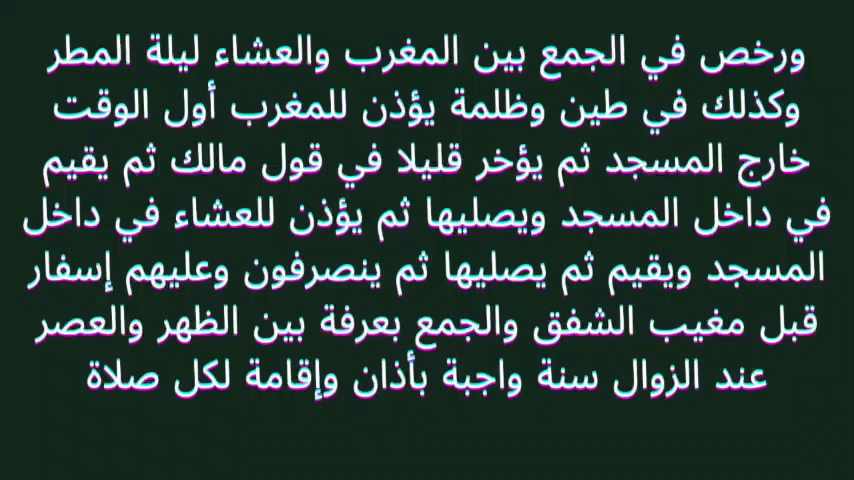 ورخص في الجمع بين المغرب والعشاء ليلة المطر
وكذلك في طين وظلمة يؤذن للمغرب أول الوقت
خارج المسجد ثم يؤخر قليلا في قول مالك ثم يقيم
في داخل المسجد ويصليها ثم يؤذن للعشاء في داخل
المسجد ويقيم ثم يصليها ثم ينصرفون وعليهم إسفار
قبل مغيب الشفق والجمع بعرفة بين الظهر والعصر
عند الزوال سنة واجبة بأذان وإقامة لكل صلاة